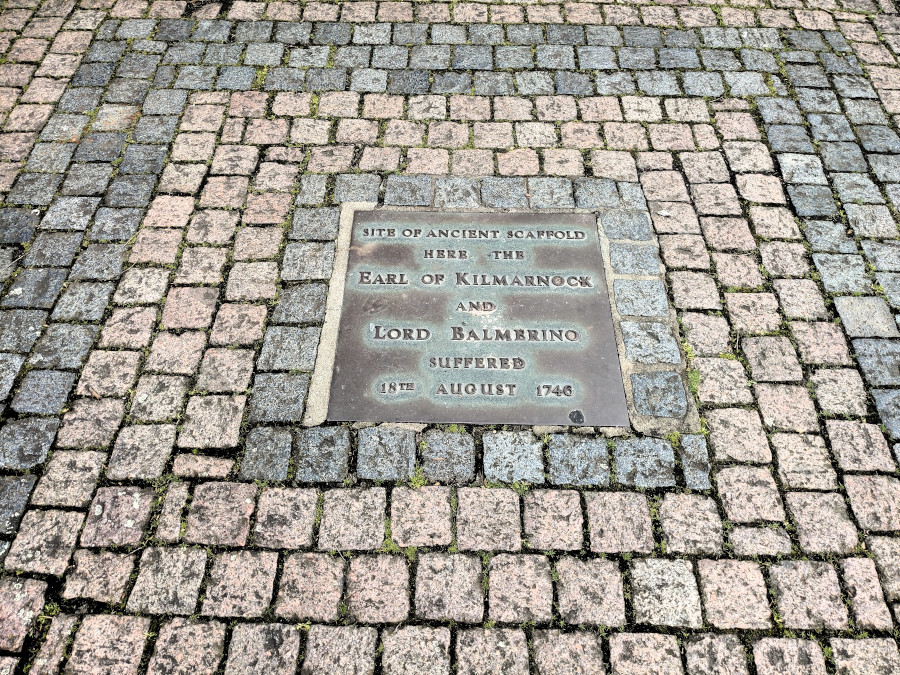 SITE OF ANCIENT SCAFFOLD
HERE THE
EARL OF KILMARNOCK
AND
LORD BALMERINO
SUFFERED
18TH AUGUST 1746